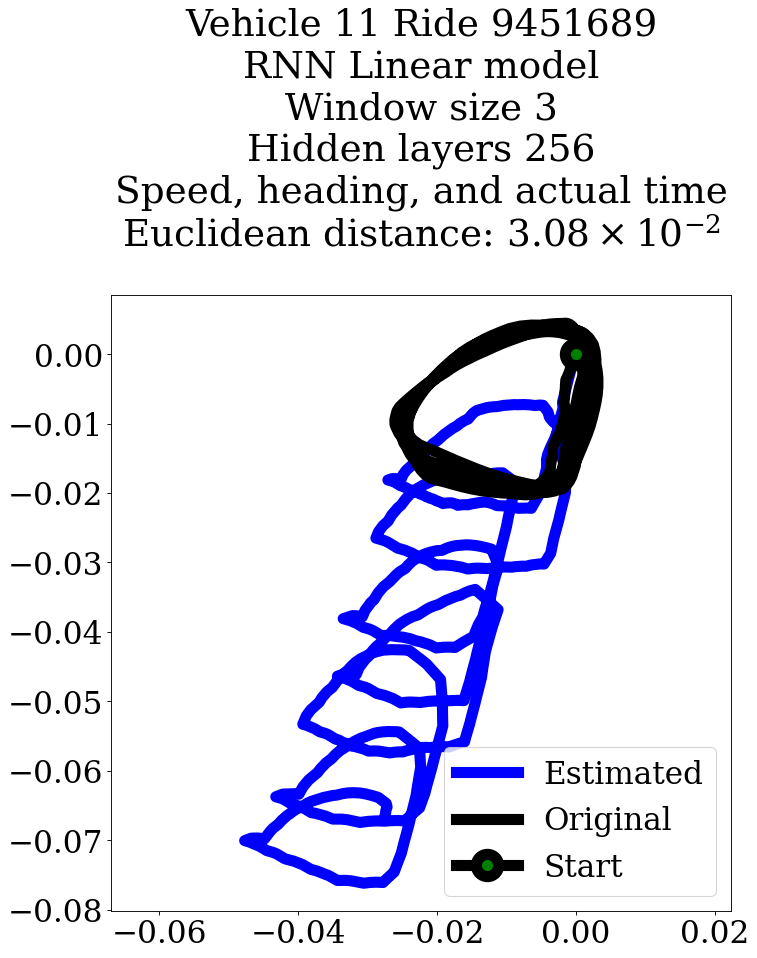 Vehicle 11 Ride 9451689
RNN Linear model
Window size 3
Hidden layers 256
Speed, heading, and actual time
Euclidean distance: 3.08 × 10⁻²
0.00
−0.01
−0.02
−0.03
−0.04
−0.05
−0.06
−0.07
−0.08
Estimated
Original
Start
−0.06 −0.04 −0.02 0.00 0.02